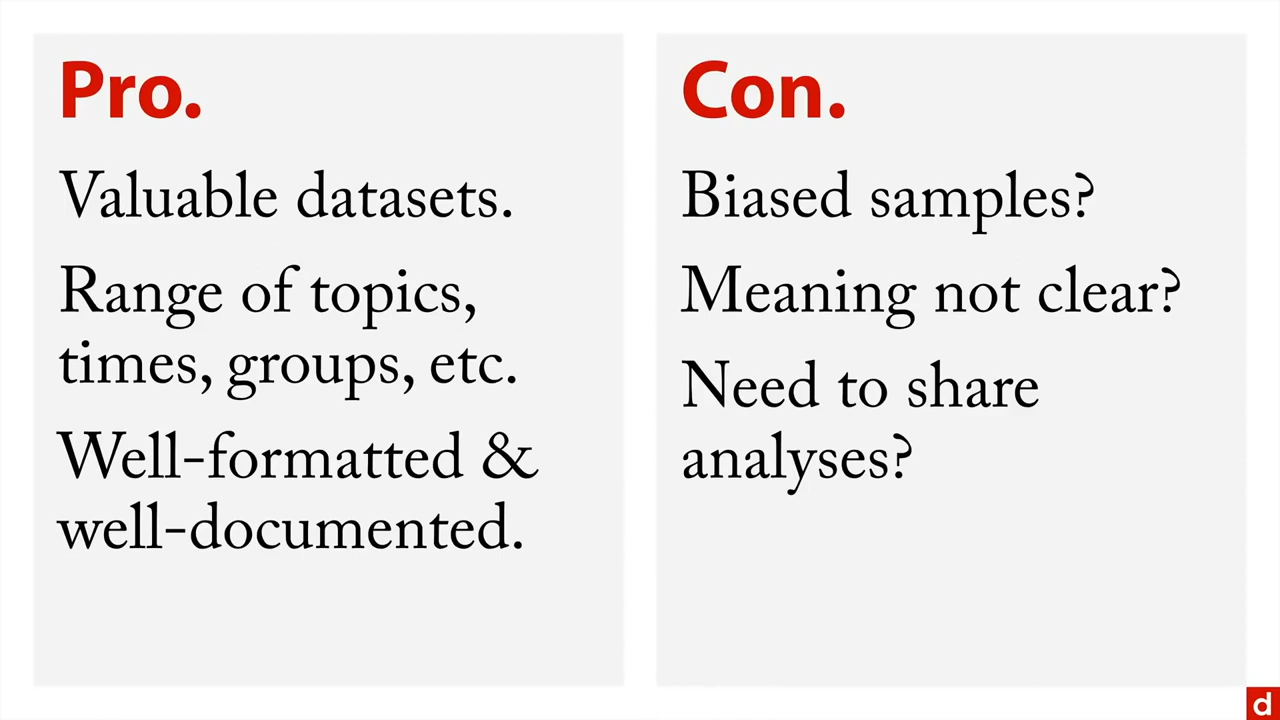 Pro.
Valuable datasets.
Range of topics,
times, groups, etc.
Well-formatted &
well-documented.
Con.
Biased samples?
Meaning not clear?
Need to share
analyses?
d